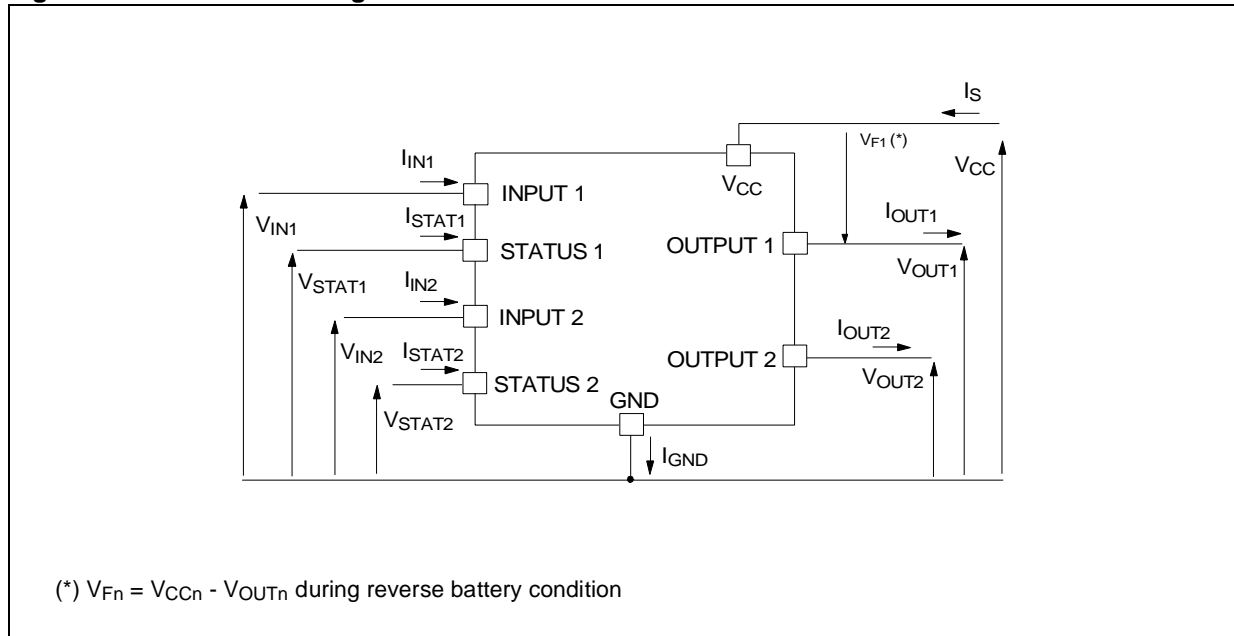 IS
VF1 (*)
VCC
VCC
IIN1
INPUT 1
VIN1
ISTAT1
STATUS 1
VSTAT1
IOUT1
OUTPUT 1
VOUT1
IIN2
INPUT 2
VIN2
IOUT2
OUTPUT 2
VOUT2
ISTAT2
STATUS 2
VSTAT2
GND
IGND
(*) VFn = VCCn - VOUTn during reverse battery condition